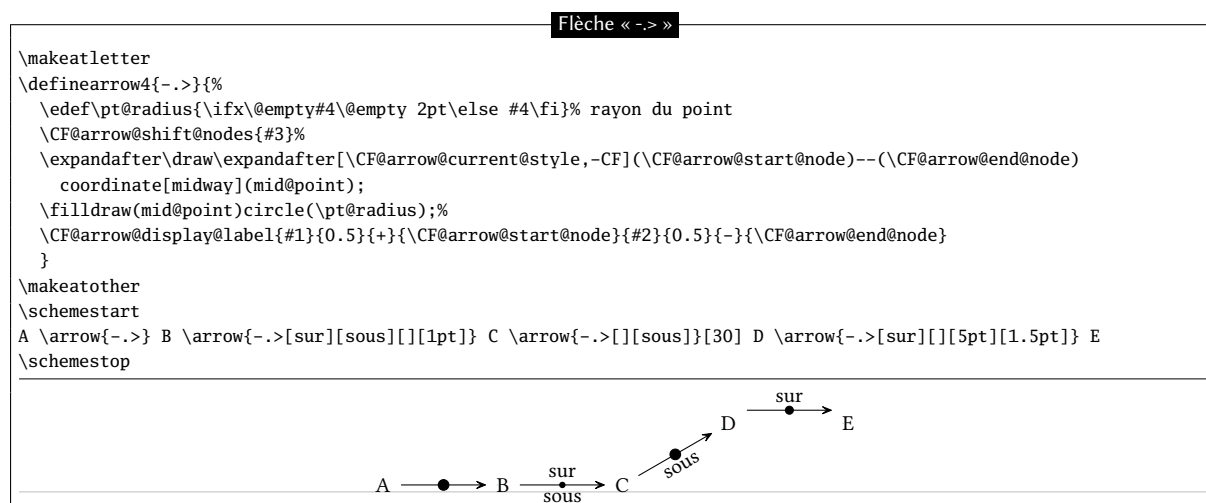 Flèche « -.> »
\makeatletter
\definearrow4{-.>}{%
\edef\pt@radius{\ifx\@empty#4\@empty 2pt\else #4\fi}% rayon du point
\CF@arrow@shift@nodes{#3}%
\expandafter\draw\expandafter[\CF@arrow@current@style,-CF](\CF@arrow@start@node)--(\CF@arrow@end@node)
coordinate[midway](mid@point);
\filldraw(mid@point)circle(\pt@radius);%
\CF@arrow@display@label{#1}{0.5}{+}{\CF@arrow@start@node}{#2}{0.5}{-}{\CF@arrow@end@node}
}
\makeatother
\schemestart
A \arrow{-.>} B \arrow{-.>[sur][sous][][1pt]} C \arrow{-.>[][sous]}[30] D \arrow{-.>[sur][][5pt][1.5pt]} E
\schemestop
sur
D E
sous
A B sur C
sous